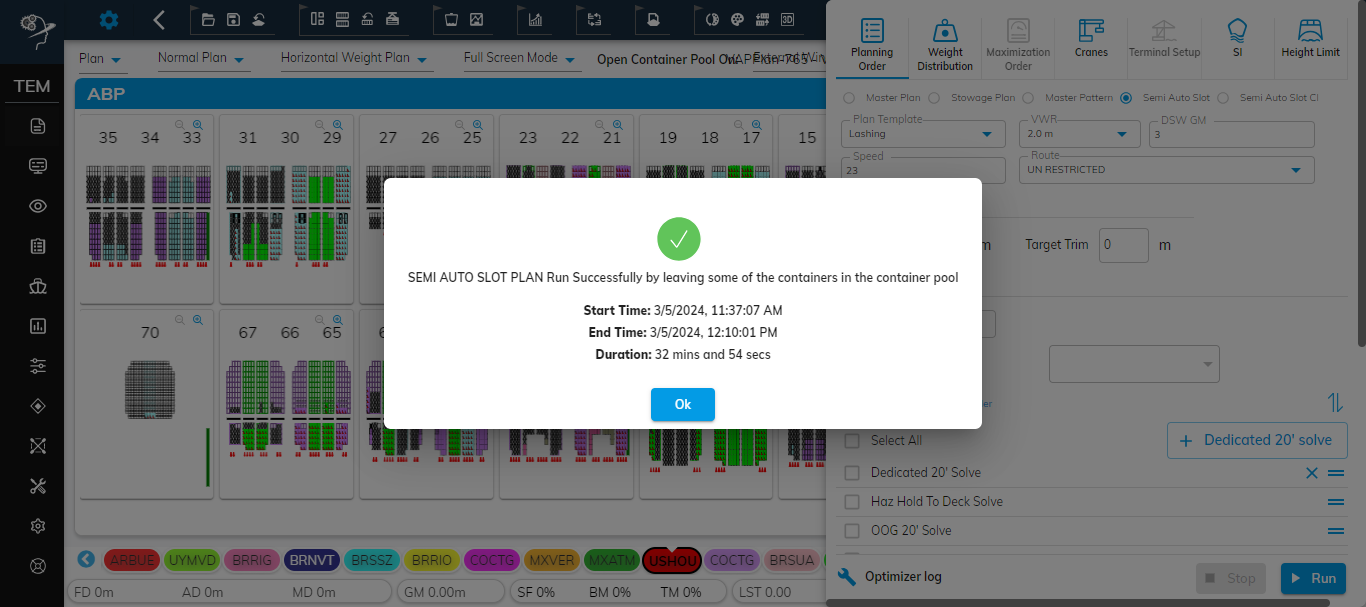 TEM
Plan
Normal Plan
Horizontal Weight Plan
Full Screen Mode
Open Container Pool On
3D
ABP
35 34 33
31 30 29
27 26 25
23 22 21
19 18 17
15
70
67 66 65
Planning Order
Weight Distribution
Maximization Order
Cranes
Terminal Setup
SI
Height Limit
Master Plan
Stowage Plan
Master Pattern
Semi Auto Slot
Semi Auto Slot Cl
Plan Template
Lashing
VWR
2.0 m
DSW GM
3
Speed
23
Route
UN RESTRICTED
m
Target Trim
0
m
SEMI AUTO SLOT PLAN Run Successfully by leaving some of the containers in the container pool
Start Time: 3/5/2024, 11:37:07 AM
End Time: 3/5/2024, 12:10:01 PM
Duration: 32 mins and 54 secs
Ok
Select All
+ Dedicated 20' solve
Dedicated 20' Solve
Haz Hold To Deck Solve
OOG 20' Solve
Optimizer log
Stop
Run
ARBUE
UYMVD
BRRIG
BRNVT
BRSSZ
BRRIO
COCTG
MXVER
MXATM
USHOU
COCTG
BRSUA
FD 0m
AD 0m
MD 0m
GM 0.00m
SF 0%
BM 0%
TM 0%
LST 0.00